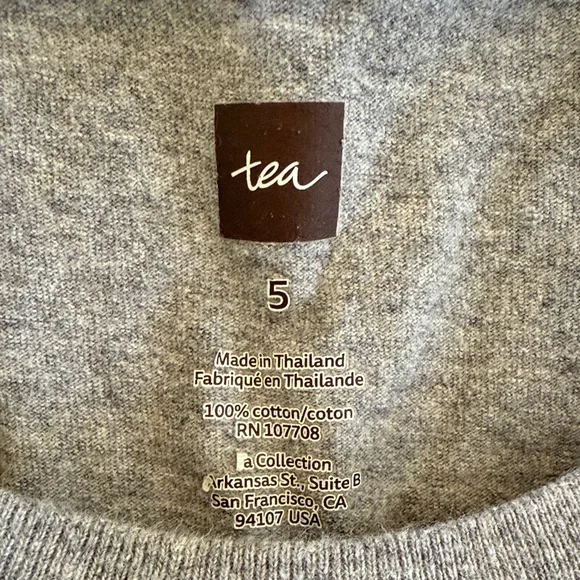 tea
5
Made in Thailand
Fabriqué en Thaïlande
100% cotton/coton
RN 107708
a Collection
Arkansas St., Suite B
San Francisco, CA
94107 USA